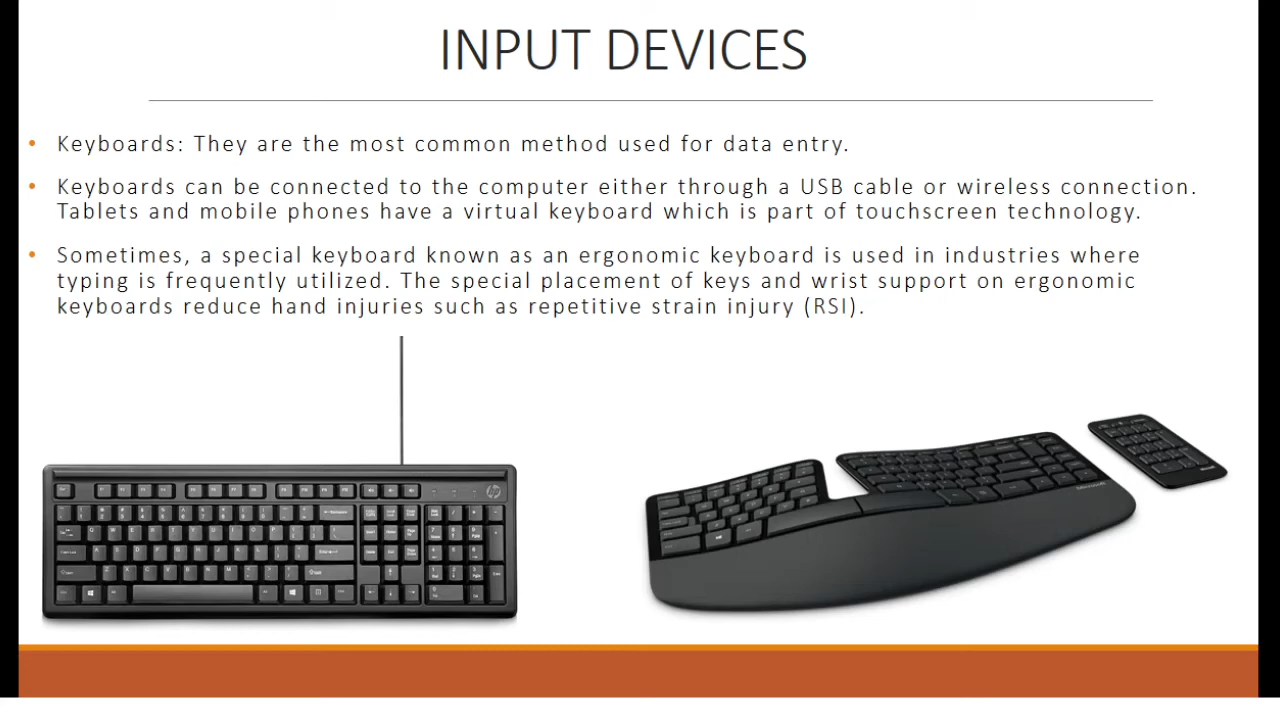 INPUT DEVICES
• Keyboards: They are the most common method used for data entry.
• Keyboards can be connected to the computer either through a USB cable or wireless connection.
Tablets and mobile phones have a virtual keyboard which is part of touchscreen technology.
• Sometimes, a special keyboard known as an ergonomic keyboard is used in industries where
typing is frequently utilized. The special placement of keys and wrist support on ergonomic
keyboards reduce hand injuries such as repetitive strain injury (RSI).
hp